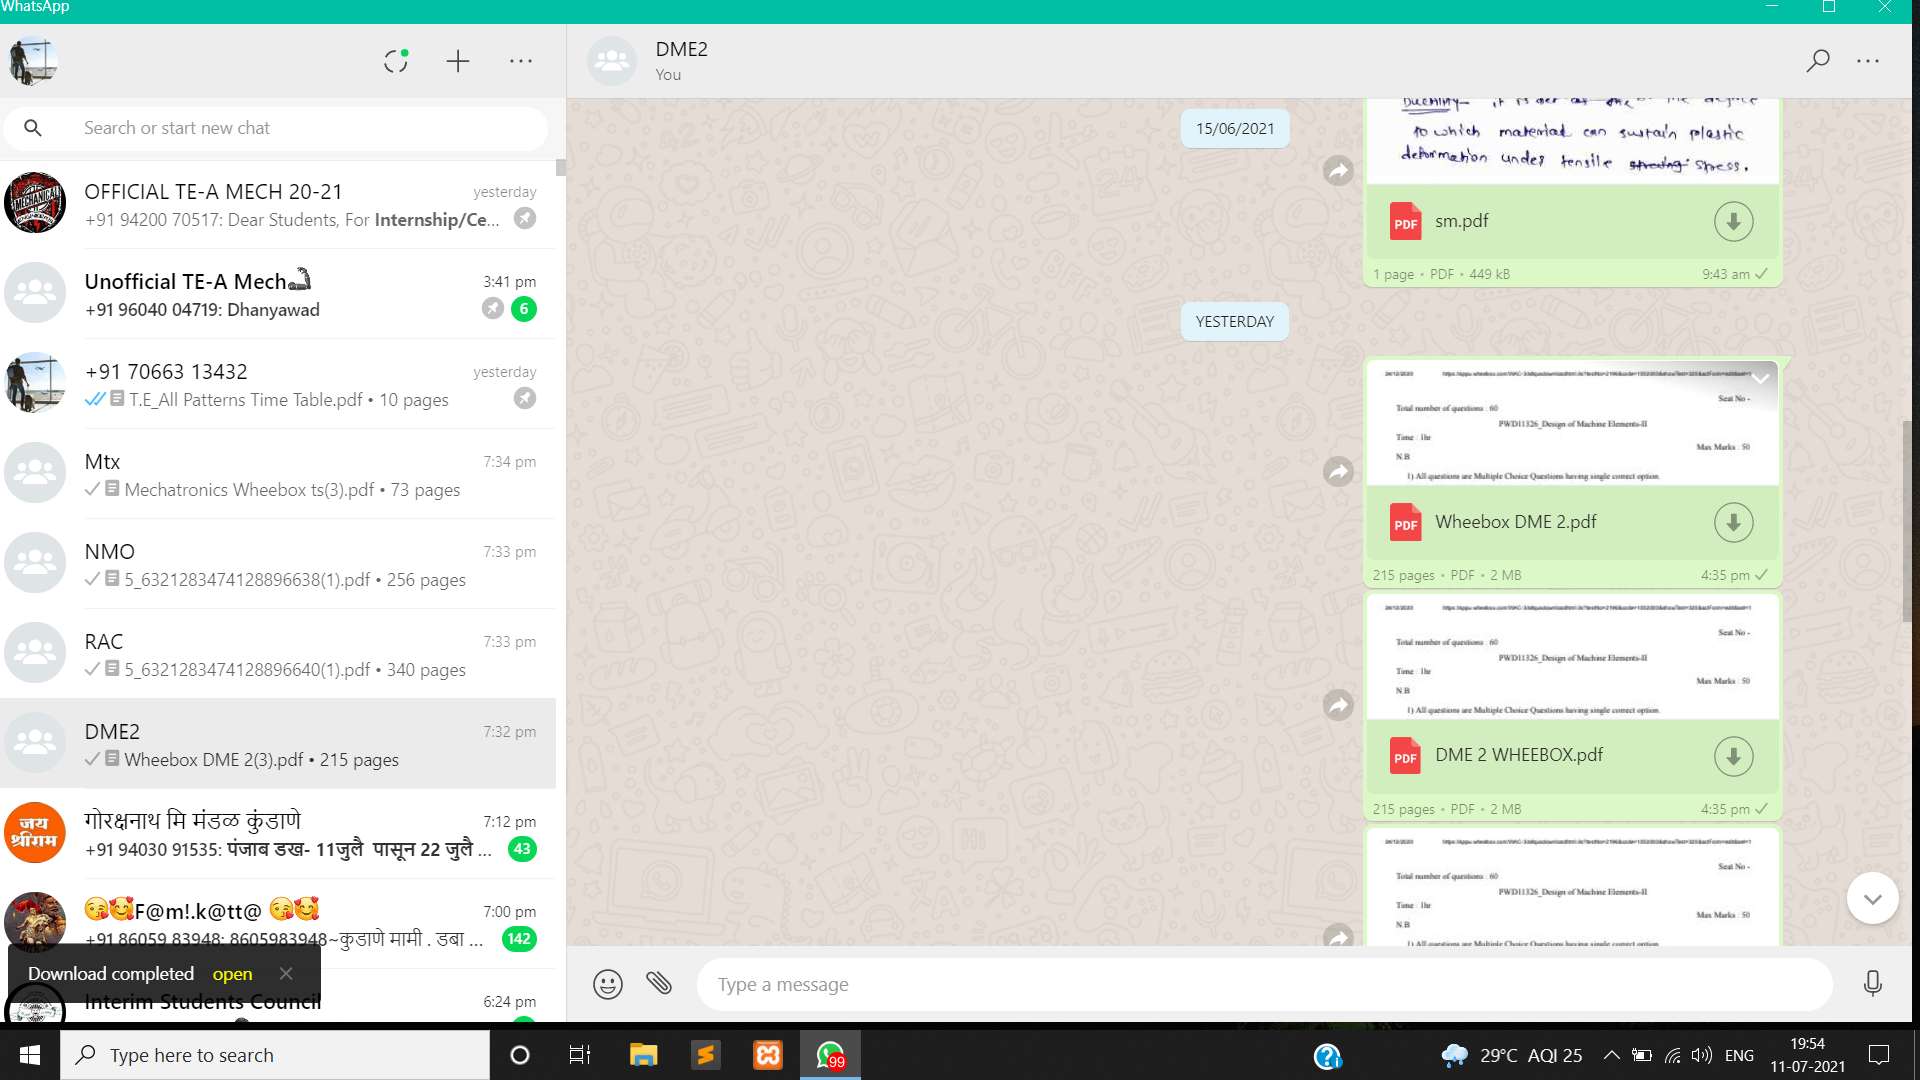 WhatsApp
Search or start new chat
OFFICIAL TE-A MECH 20-21
yesterday
+91 94200 70517: Dear Students, For Internship/Ce...
Unofficial TE-A Mech
3:41 pm
+91 96040 04719: Dhanyawad
6
+91 70663 13432
yesterday
T.E_All Patterns Time Table.pdf • 10 pages
Mtx
7:34 pm
Mechatronics Wheebox ts(3).pdf • 73 pages
NMO
7:33 pm
5_6321283474128896638(1).pdf • 256 pages
RAC
7:33 pm
5_6321283474128896640(1).pdf • 340 pages
DME2
7:32 pm
Wheebox DME 2(3).pdf • 215 pages
जय
श्रीराम
गोरक्षनाथ मि मंडळ कुंडाणे
7:12 pm
+91 94030 91535: पंजाब डख- 11जुलै पासून 22 जुलै ...
43
F@m!.k@tt@
7:00 pm
+91 86059 83948: 8605983948~कुडाणे मामी . डबा ...
142
Download completed open
Interim Students Council
6:24 pm
DME2
You
15/06/2021
to which material can sustain plastic
deformation under tensile stress.
PDF sm.pdf
1 page • PDF • 449 kB
9:43 am
YESTERDAY
Seat No -
Total number of questions : 60
PWD11326_Design of Machine Elements-II
Time : 1hr
Max Marks : 50
N.B
1) All questions are Multiple Choice Questions having single correct option.
PDF Wheebox DME 2.pdf
215 pages • PDF • 2 MB
4:35 pm
Seat No -
Total number of questions : 60
PWD11326_Design of Machine Elements-II
Time : 1hr
Max Marks : 50
N.B
1) All questions are Multiple Choice Questions having single correct option.
PDF DME 2 WHEEBOX.pdf
215 pages • PDF • 2 MB
4:35 pm
Seat No -
Total number of questions : 60
PWD11326_Design of Machine Elements-II
Time : 1hr
Max Marks : 50
N.B
1) All questions are Multiple Choice Questions having single correct option.
Type a message
Type here to search
99
29°C AQI 25
ENG
19:54
11-07-2021